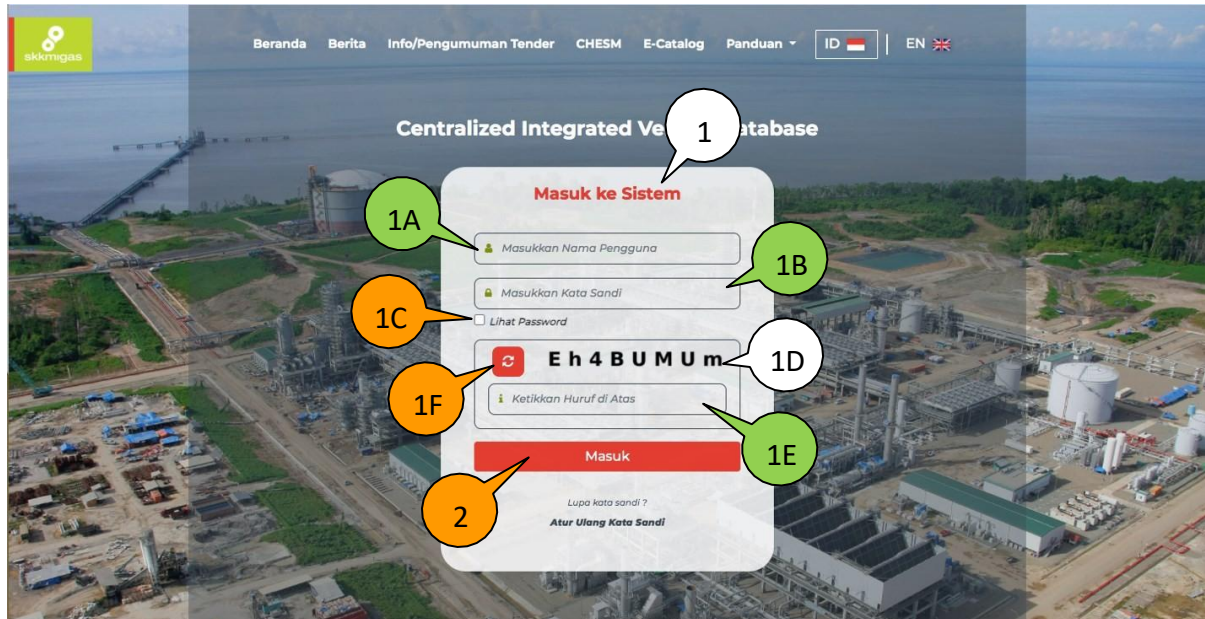 skkmigas
Beranda Berita Info/Pengumuman Tender CHESM E-Catalog Panduan ID EN
Centralized Integrated Ve 1 atabase
Masuk ke Sistem
1A
Masukkan Nama Pengguna
1B
Masukkan Kata Sandi
1C
Lihat Password
Eh4BUMUm
1D
1F
Ketikkan Huruf di Atas
1E
Masuk
2
Lupa kata sandi ?
Atur Ulang Kata Sandi